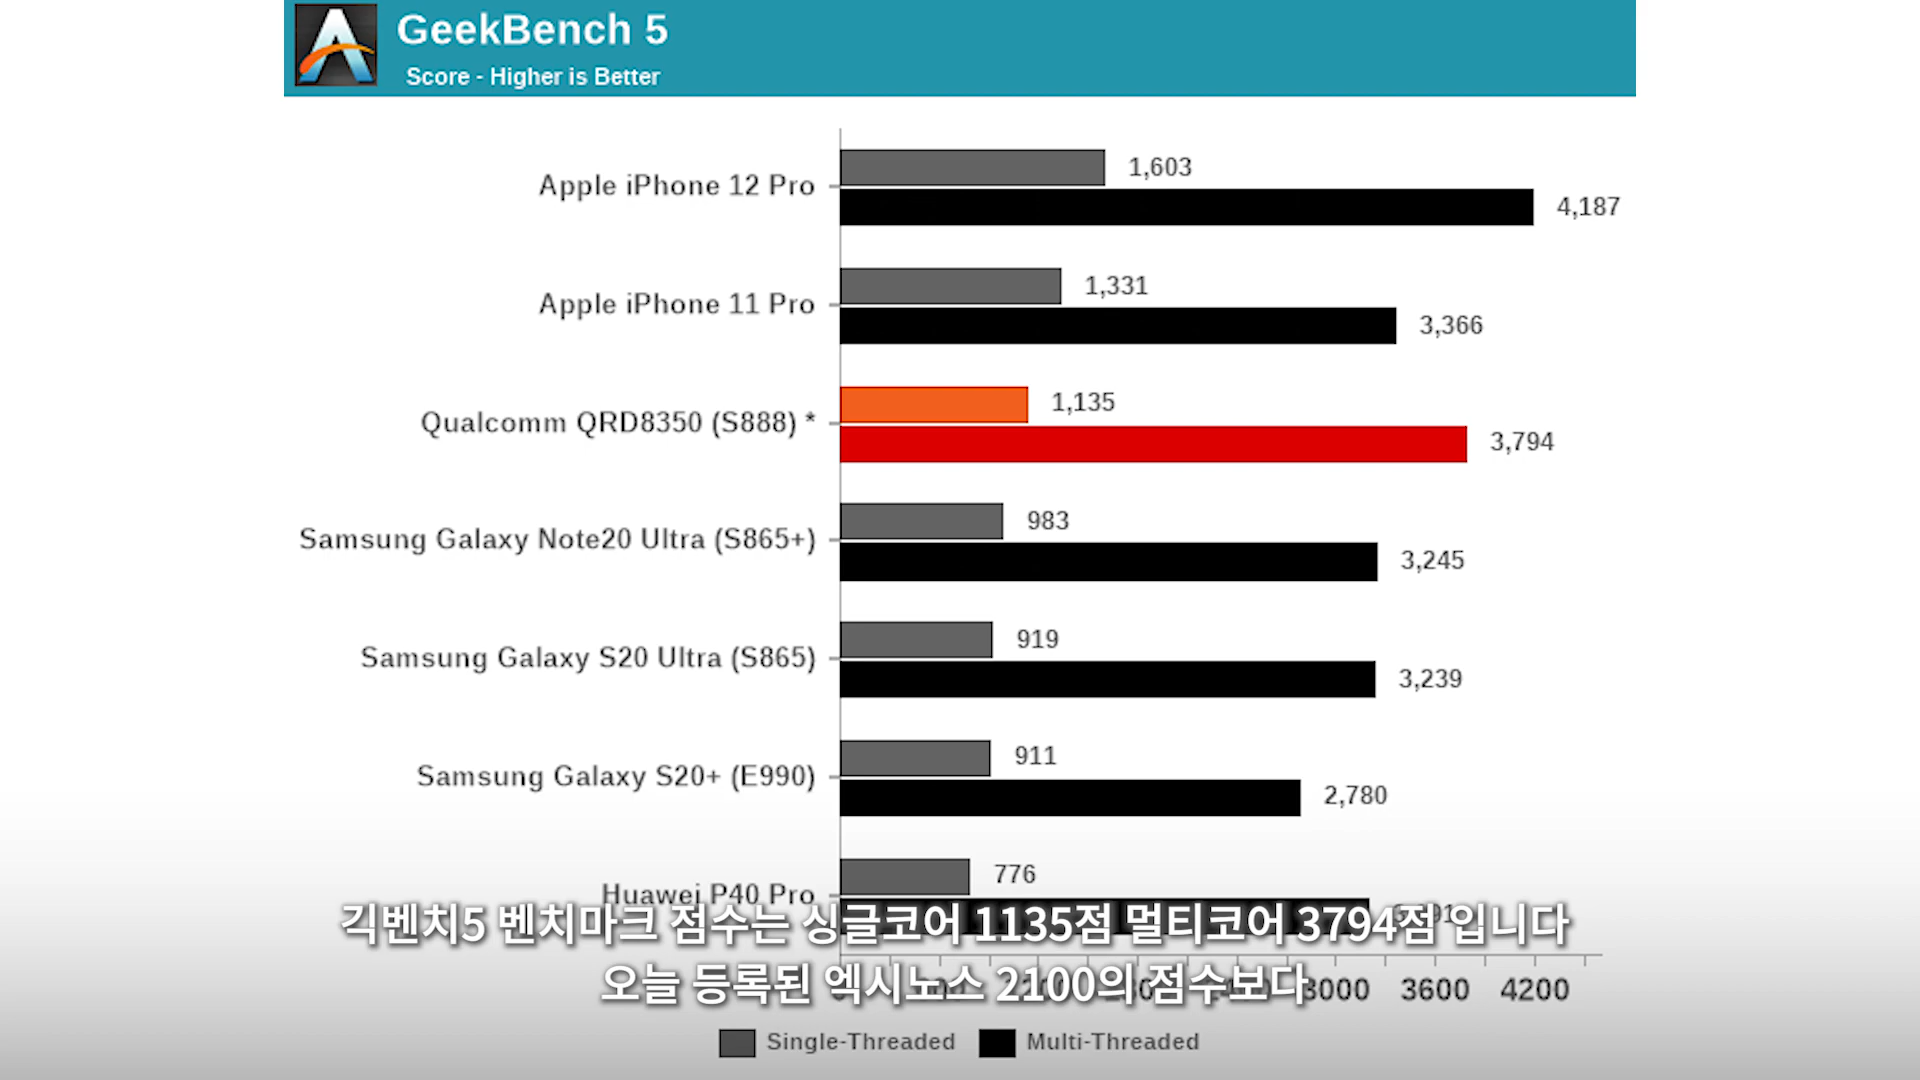 GeekBench 5
Score - Higher is Better
Apple iPhone 12 Pro
1,603
4,187
Apple iPhone 11 Pro
1,331
3,366
Qualcomm QRD8350 (S888) *
1,135
3,794
Samsung Galaxy Note20 Ultra (S865+)
983
3,245
Samsung Galaxy S20 Ultra (S865)
919
3,239
Samsung Galaxy S20+ (E990)
911
2,780
Huawei P40 Pro
776
긱벤치5 벤치마크 점수는 싱글코어 1135점 멀티코어 3794점 입니다
오늘 등록된 엑시노스 2100의 점수보다
3000 3600 4200
Single-Threaded Multi-Threaded